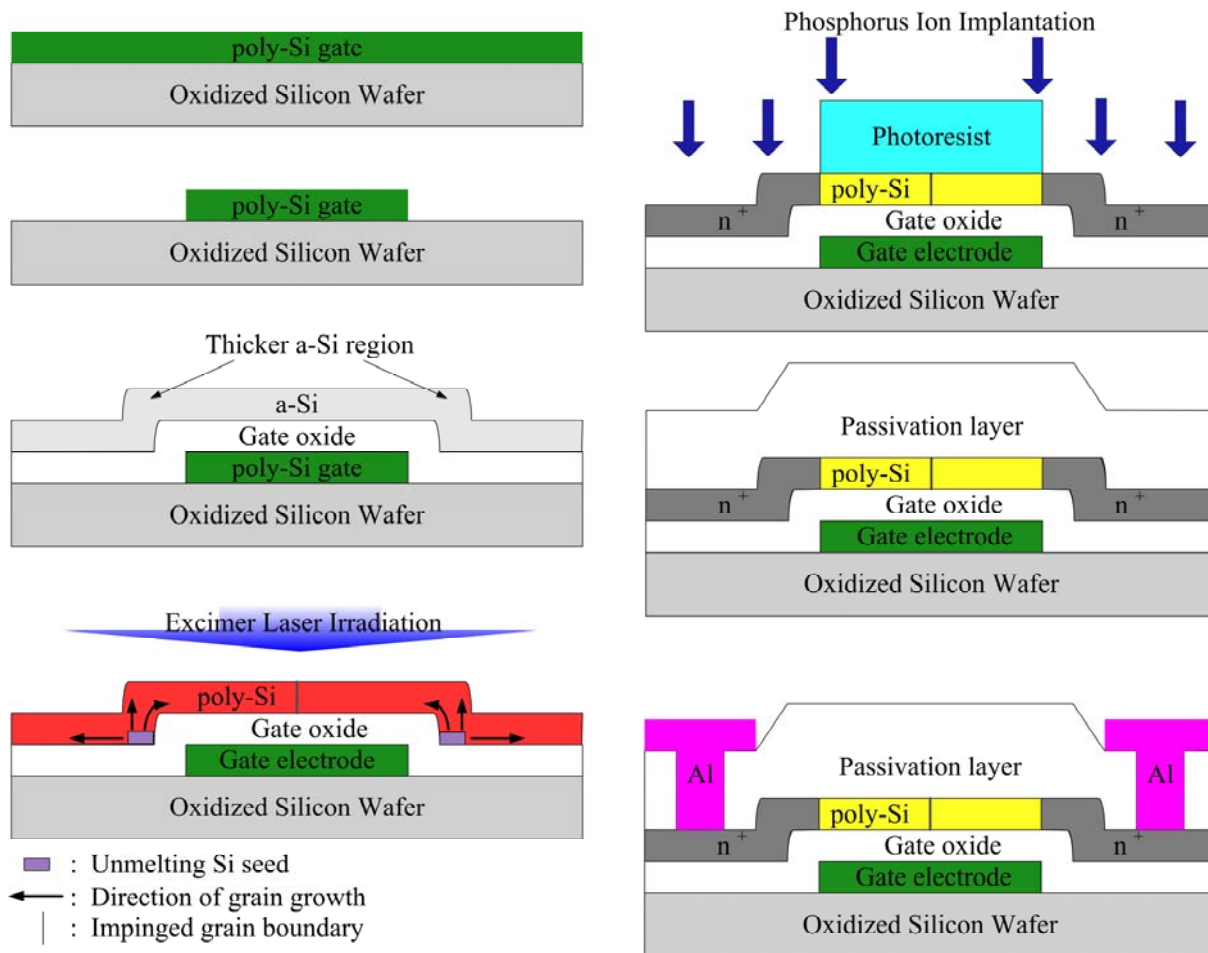 poly-Si gate
Oxidized Silicon Wafer
poly-Si gate
Oxidized Silicon Wafer
Thicker a-Si region
a-Si
Gate oxide
poly-Si gate
Oxidized Silicon Wafer
Excimer Laser Irradiation
poly-Si
Gate oxide
Gate electrode
Oxidized Silicon Wafer
: Unmelting Si seed
: Direction of grain growth
: Impinged grain boundary
Phosphorus Ion Implantation
Photoresist
poly-Si
n+ Gate oxide n+
Gate electrode
Oxidized Silicon Wafer
Passivation layer
poly-Si
n+ Gate oxide n+
Gate electrode
Oxidized Silicon Wafer
Al Passivation layer Al
poly-Si
n+ Gate oxide n+
Gate electrode
Oxidized Silicon Wafer